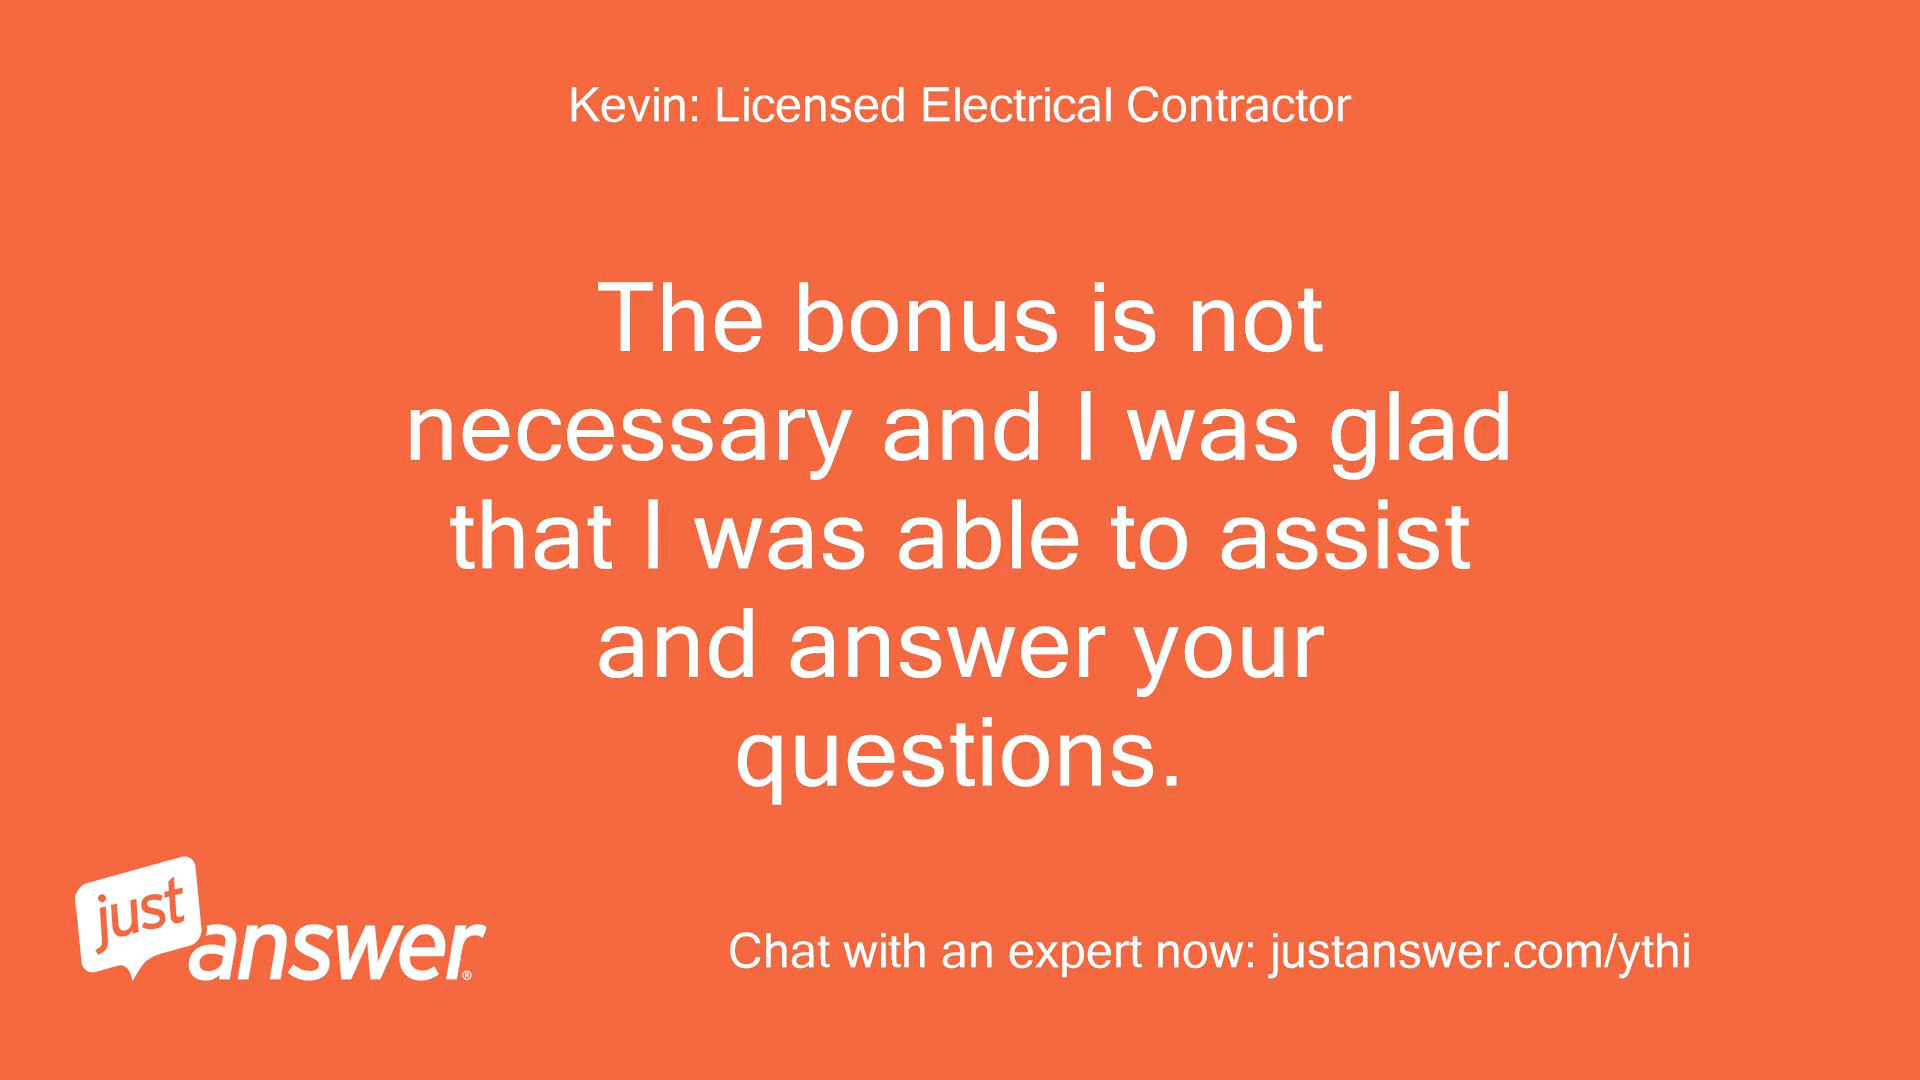 Kevin: Licensed Electrical Contractor
The bonus is not
necessary and I was glad
that I was able to assist
and answer your
questions.
just
answer®
Chat with an expert now: justanswer.com/ythi